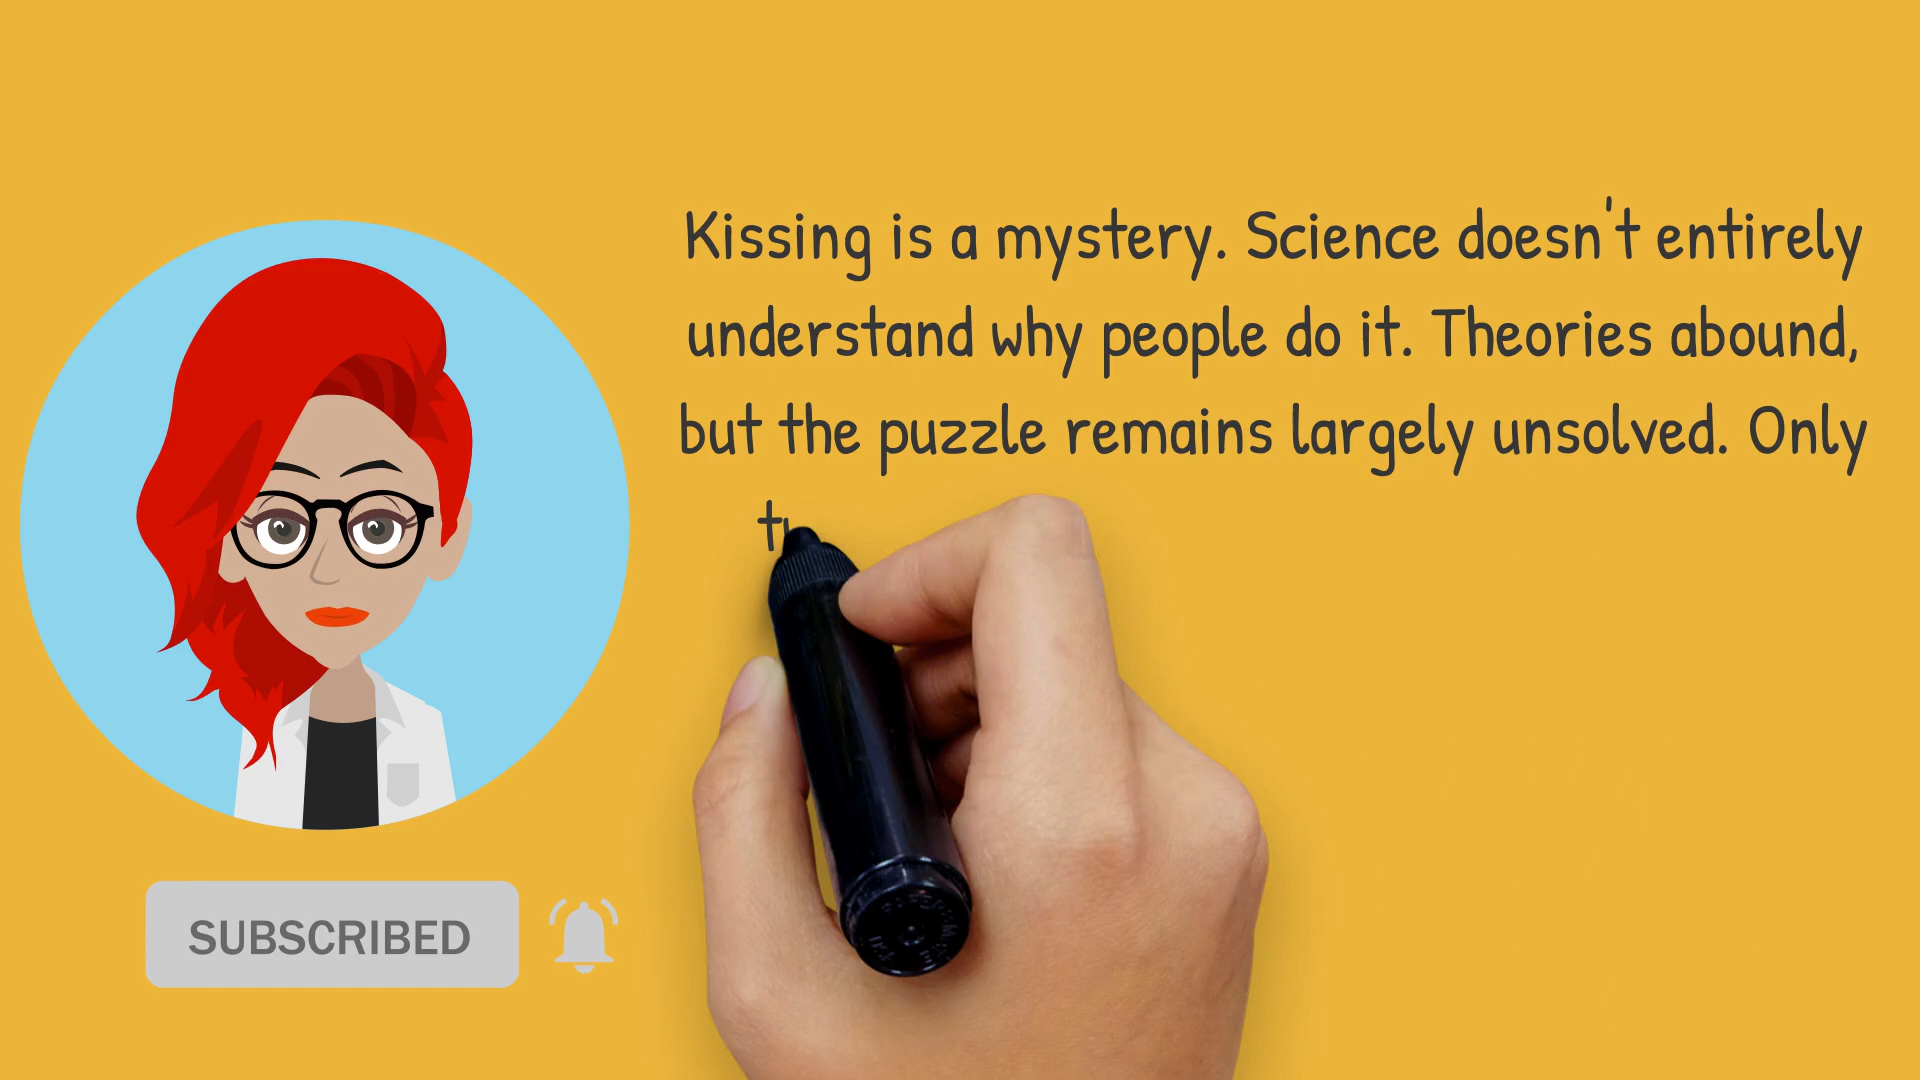 Kissing is a mystery. Science doesn't entirely
understand why people do it. Theories abound,
but the puzzle remains largely unsolved. Only
SUBSCRIBED